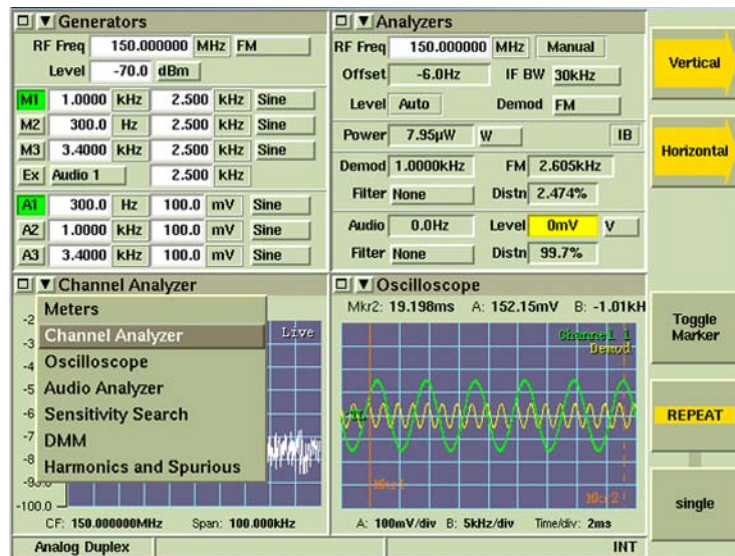 Generators
RF Freq 150.000000 MHz FM
Level -70.0 dBm
M1 1.0000 kHz 2.500 kHz Sine
M2 300.0 Hz 2.500 kHz Sine
M3 3.4000 kHz 2.500 kHz Sine
Ex Audio 1 2.500 kHz
A1 300.0 Hz 100.0 mV Sine
A2 1.0000 kHz 100.0 mV Sine
A3 3.4000 kHz 100.0 mV Sine
Analyzers
RF Freq 150.000000 MHz Manual
Offset -6.0Hz IF BW 30kHz
Level Auto Demod FM
Power 7.95µW W IB
Demod 1.0000kHz FM 2.605kHz
Filter None Distn 2.474%
Audio 0.0Hz Level 0mV V
Filter None Distn 99.7%
Channel Analyzer
Meters
Channel Analyzer
Oscilloscope
Audio Analyzer
Sensitivity Search
DMM
Harmonics and Spurious
Live
-100.0
CF: 150.000000MHz Span: 100.000kHz
Oscilloscope
Mkr2: 19.198ms A: 152.15mV B: -1.01kH
Channel 1
Demod
Mkr1
Mkr2
A: 100mV/div B: 5kHz/div Time/div: 2ms
Vertical
Horizontal
Toggle
Marker
REPEAT
single
Analog Duplex
INT